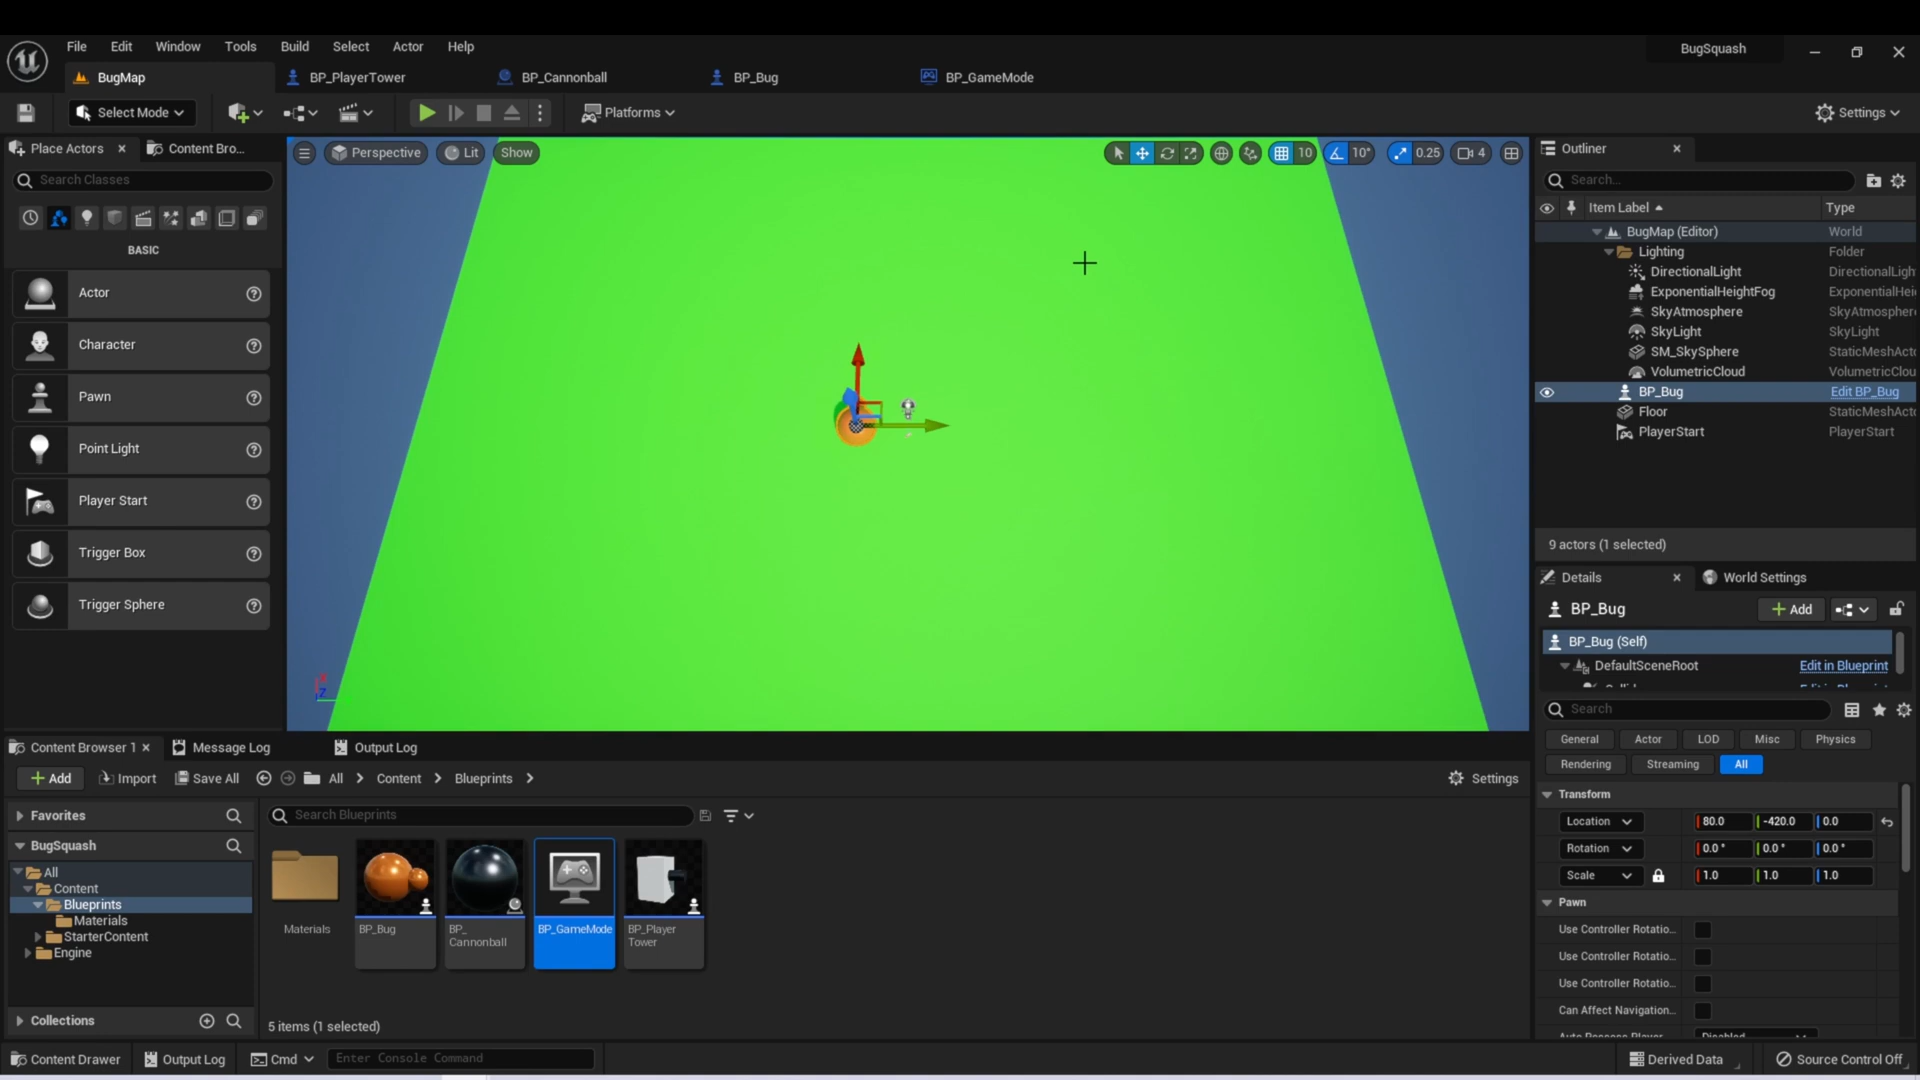 File Edit Window Tools Build Select Actor Help
BugSquash
BugMap
BP_PlayerTower
BP_Cannonball
BP_Bug
BP_GameMode
Select Mode
Platforms
Settings
Place Actors
Content Bro...
Search Classes
BASIC
Actor
Character
Pawn
Point Light
Player Start
Trigger Box
Trigger Sphere
Perspective
Lit
Show
10
10°
0.25
4
Outliner
Search...
Item Label
Type
BugMap (Editor) World
Lighting Folder
DirectionalLight DirectionalLigh
ExponentialHeightFog ExponentialHei
SkyAtmosphere SkyAtmospher
SkyLight SkyLight
SM_SkySphere StaticMeshAct
VolumetricCloud VolumetricClou
BP_Bug Edit BP_Bug
Floor StaticMeshAct
PlayerStart PlayerStart
9 actors (1 selected)
Details
World Settings
BP_Bug
Add
BP_Bug (Self)
DefaultSceneRoot Edit in Blueprint
Search
General Actor LOD Misc Physics
Rendering Streaming All
Transform
Location 80.0 -420.0 0.0
Rotation 0.0° 0.0° 0.0°
Scale 1.0 1.0 1.0
Pawn
Use Controller Rotatio...
Use Controller Rotatio...
Use Controller Rotatio...
Can Affect Navigation...
Z
Content Browser 1
Message Log
Output Log
Add
Import
Save All
All
Content
Blueprints
Settings
Favorites
BugSquash
All
Content
Blueprints
Materials
StarterContent
Engine
Collections
Search Blueprints
Materials
BP_Bug
BP_
Cannonball
BP_GameMode
BP_Player
Tower
5 items (1 selected)
Content Drawer
Output Log
Cmd
Enter Console Command
Derived Data
Source Control Off